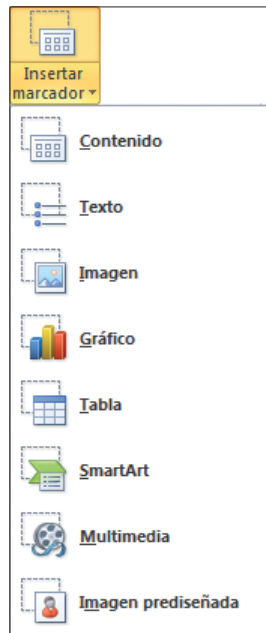 Insertar
marcador
Contenido
Texto
Imagen
Gráfico
Tabla
SmartArt
Multimedia
Imagen prediseñada